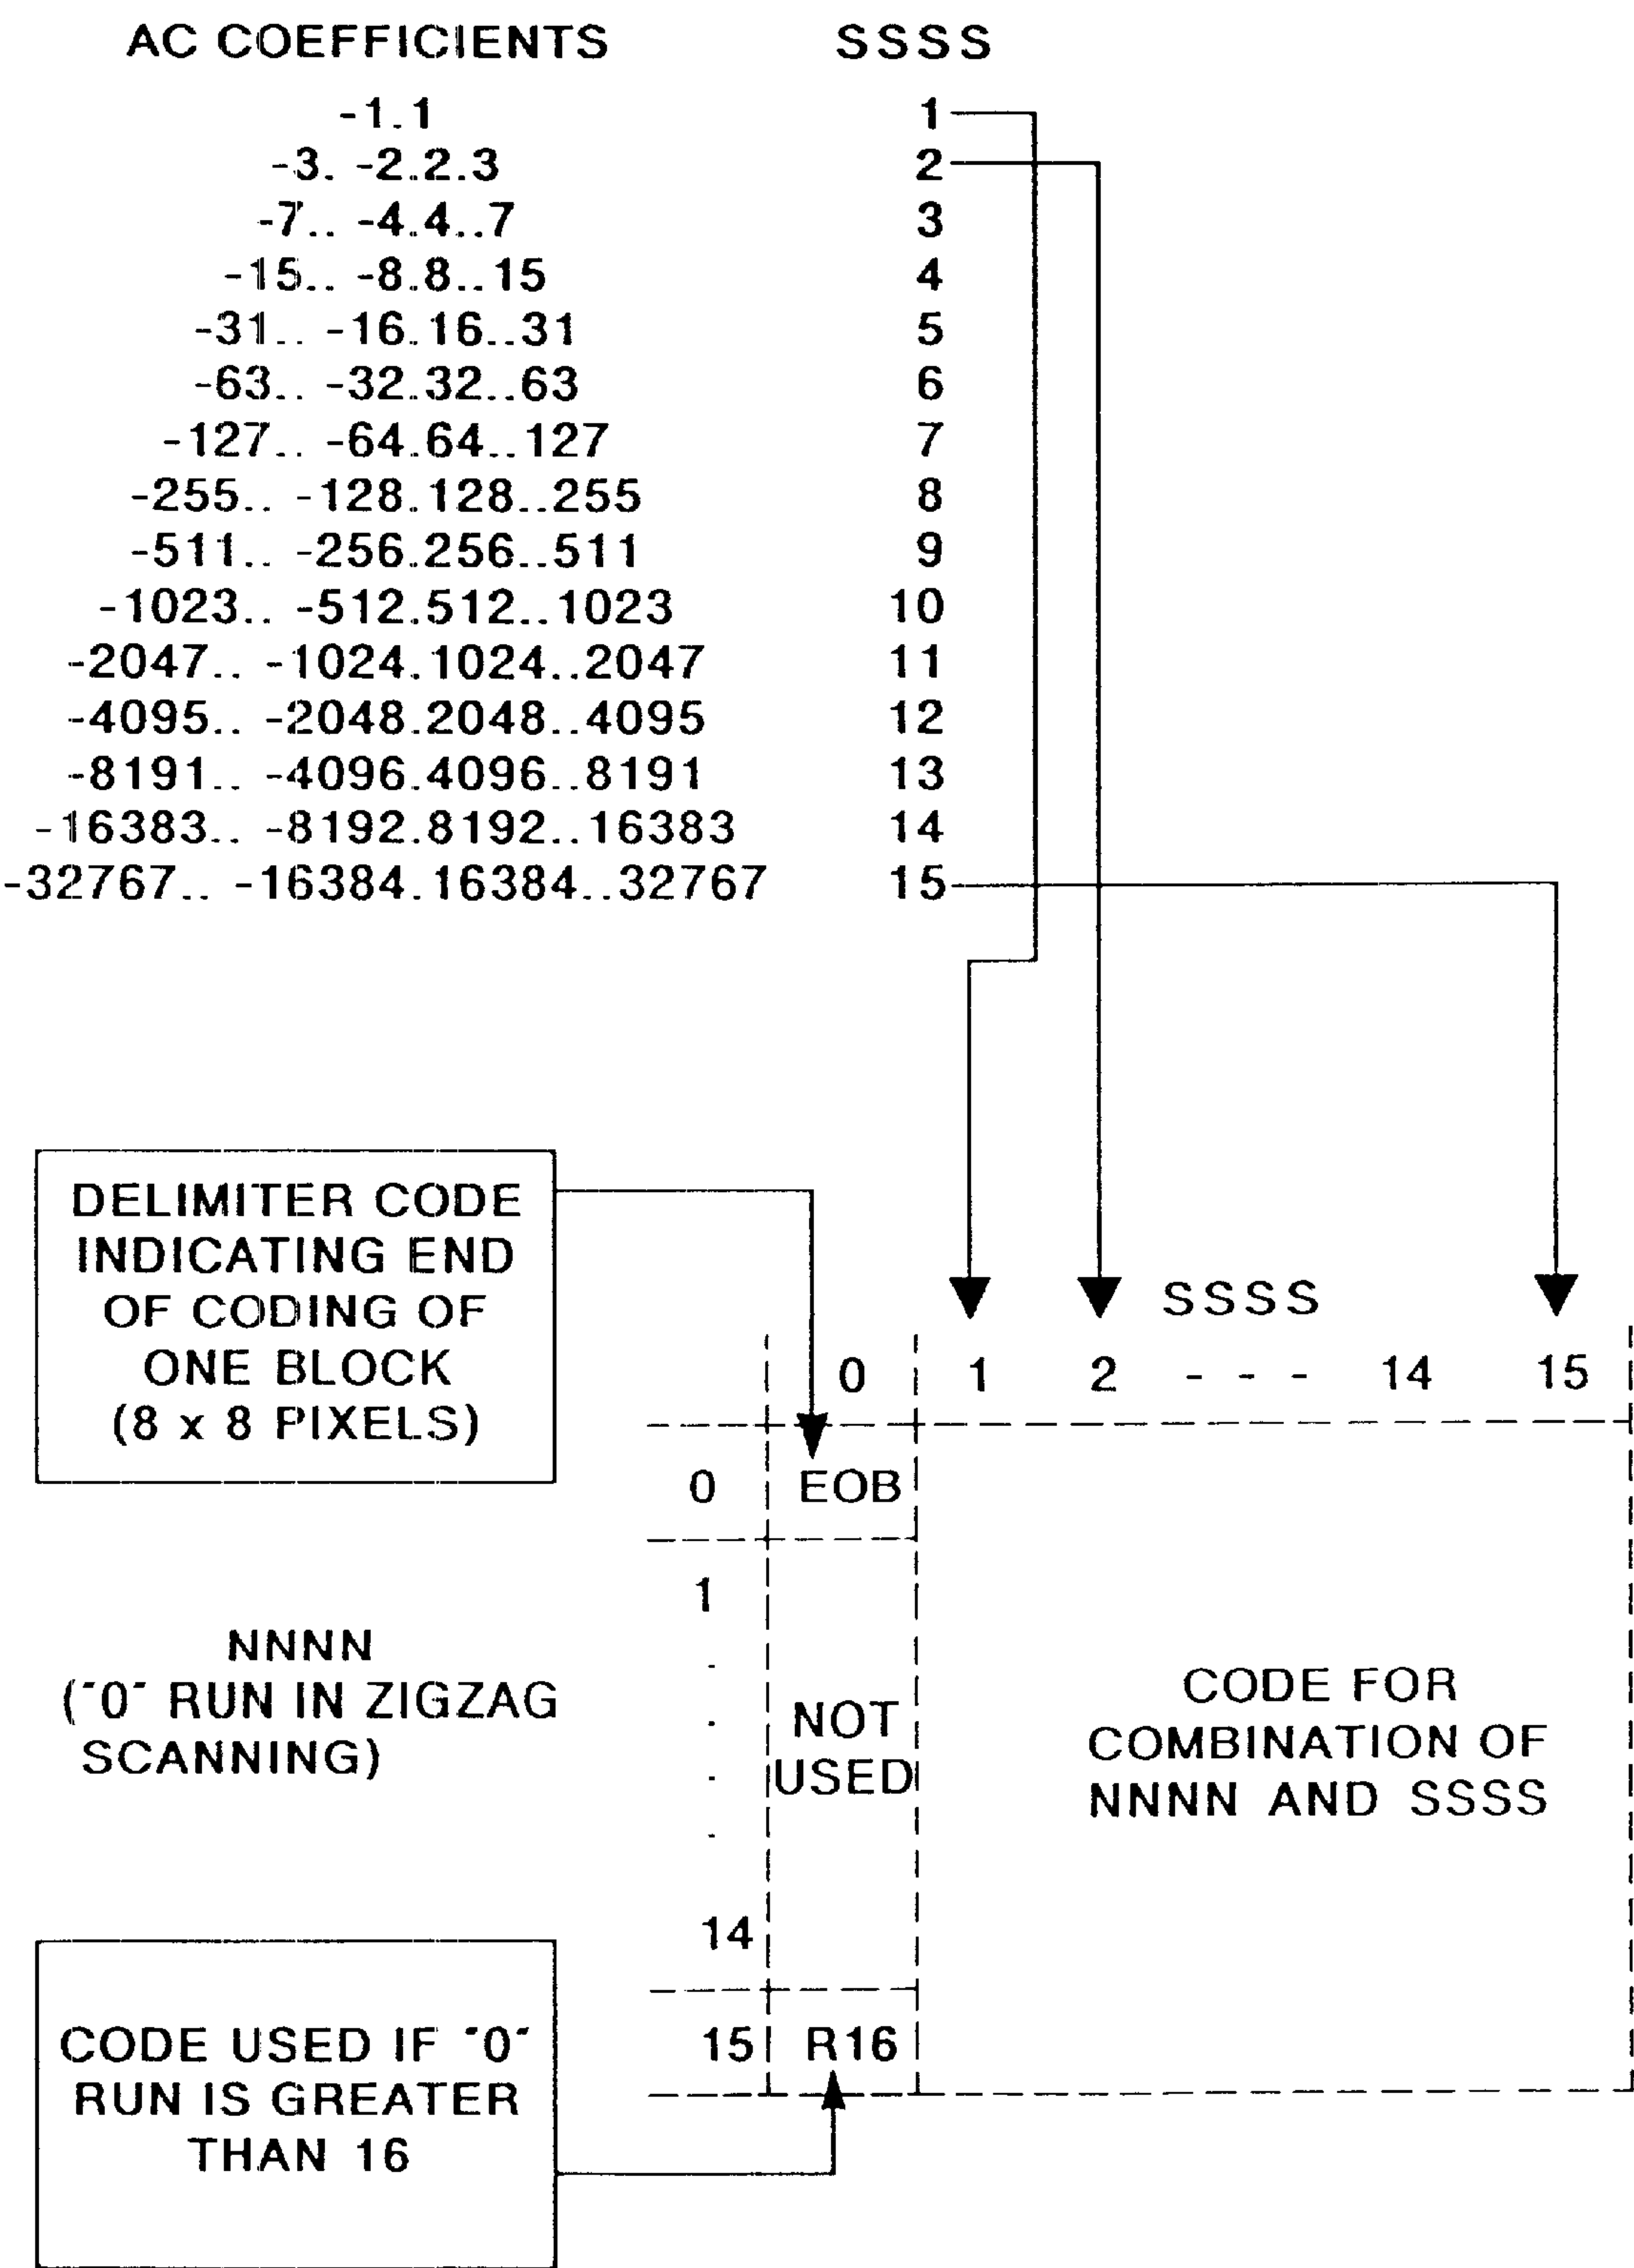 AC COEFFICIENTS SSSS
-1.1 1
-3. -2.2.3 2
-7.. -4.4..7 3
-15.. -8.8..15 4
-31.. -16.16..31 5
-63.. -32.32..63 6
-127.. -64.64..127 7
-255.. -128.128..255 8
-511.. -256.256..511 9
-1023.. -512.512..1023 10
-2047.. -1024.1024..2047 11
-4095.. -2048.2048..4095 12
-8191.. -4096.4096..8191 13
-16383.. -8192.8192..16383 14
-32767.. -16384.16384..32767 15
DELIMITER CODE
INDICATING END
OF CODING OF
ONE BLOCK
(8 x 8 PIXELS)
SSSS
0 1 2 - - - 14 15
0 EOB
1
.
.
.
.
14
NNNN
("0" RUN IN ZIGZAG
SCANNING)
NOT
USED
CODE FOR
COMBINATION OF
NNNN AND SSSS
15 R16
CODE USED IF "0"
RUN IS GREATER
THAN 16